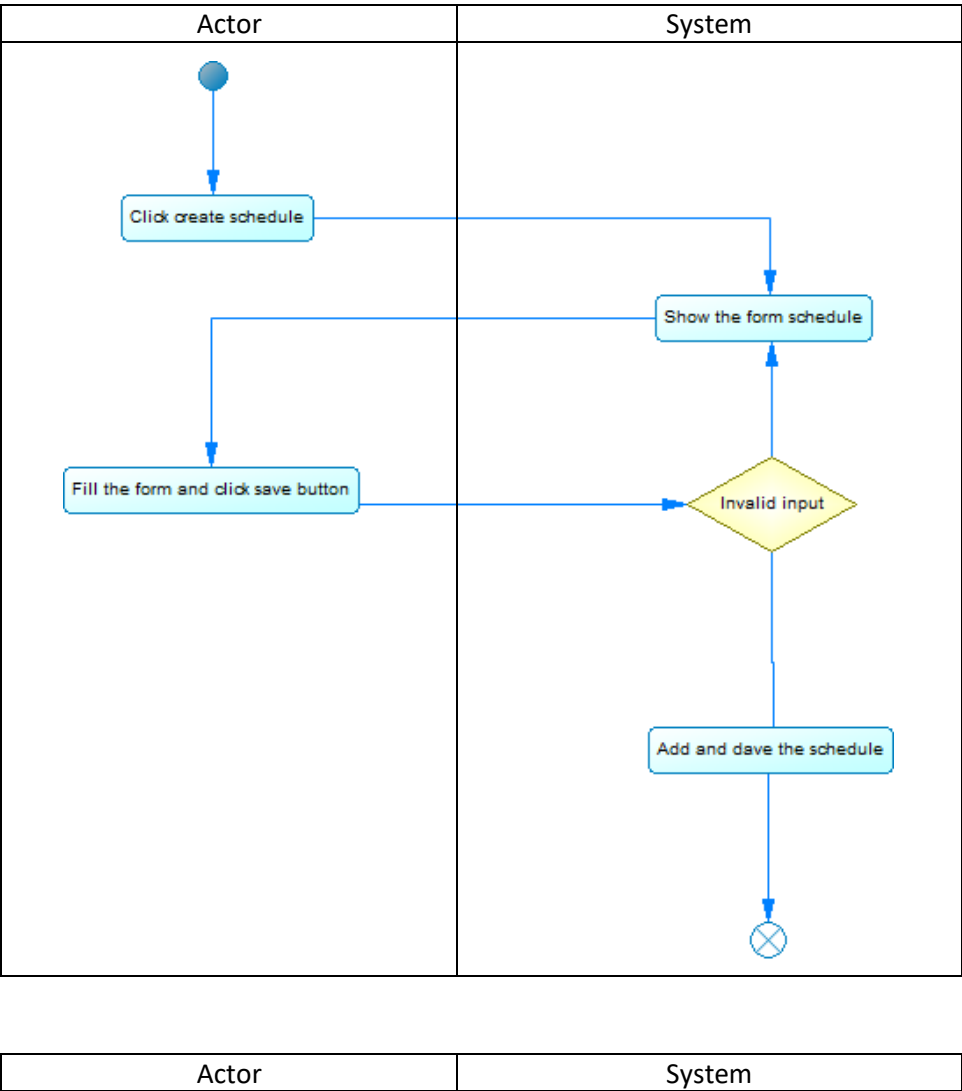 Actor
System
Click create schedule
Show the form schedule
Fill the form and click save button
Invalid input
Add and dave the schedule
Actor
System